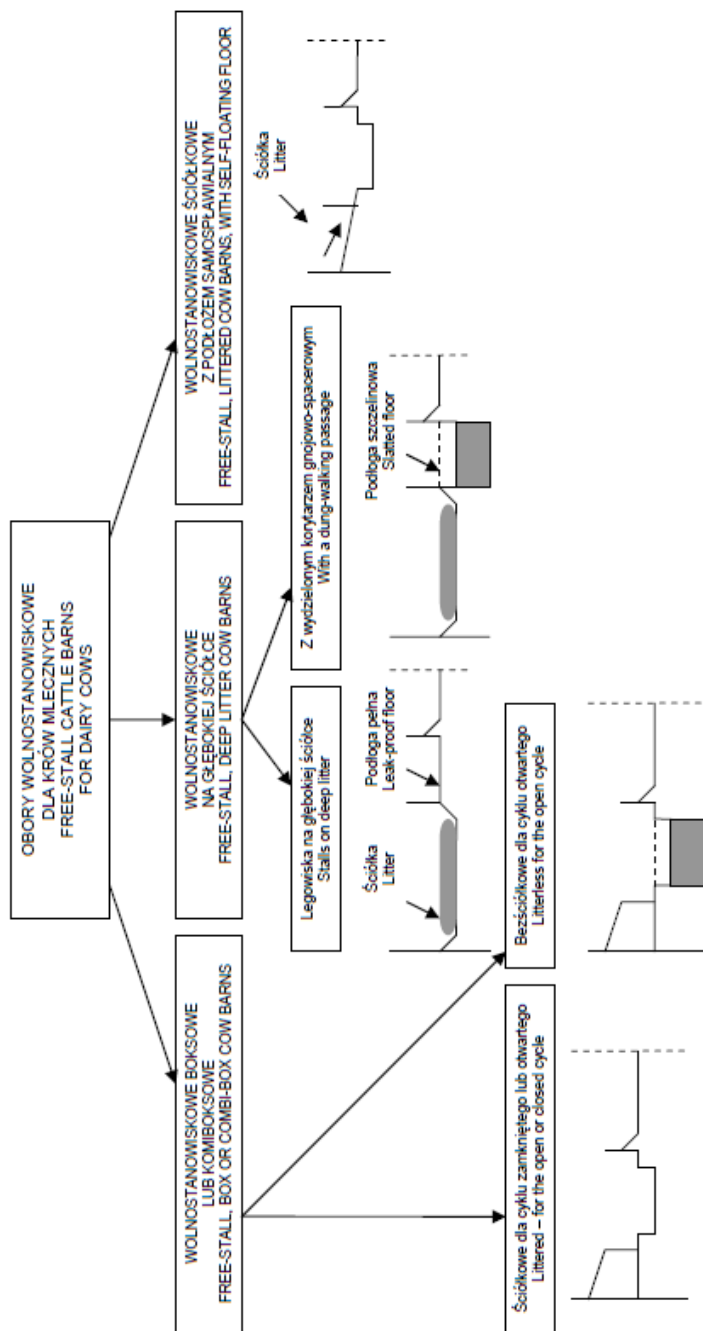 OBORY WOLNOSTANOWISKOWE
DLA KRÓW MLECZNYCH
FREE-STALL CATTLE BARNS
FOR DAIRY COWS
WOLNOSTANOWISKOWE BOKSOWE
LUB KOMIBOKSOWE
FREE-STALL, BOX OR COMBI-BOX COW BARNS
WOLNOSTANOWISKOWE
NA GŁĘBOKIEJ ŚCIÓŁCE
FREE-STALL, DEEP LITTER COW BARNS
WOLNOSTANOWISKOWE ŚCIÓŁKOWE
Z PODŁOŻEM SAMOSPŁAWIALNYM
FREE-STALL, LITTERED COW BARNS, WITH SELF-FLOATING FLOOR
Legowiska na głębokiej ściółce
Stalls on deep litter
Z wydzielonym korytarzem gnojowo-spacerowym
With a dung-walking passage
Ściółka
Litter
Ściółka
Litter
Podłoga pełna
Leak-proof floor
Podłoga szczelinowa
Slatted floor
Ściółkowe dla cyklu zamkniętego lub otwartego
Littered – for the open or closed cycle
Bezściółkowe dla cyklu otwartego
Litterless for the open cycle